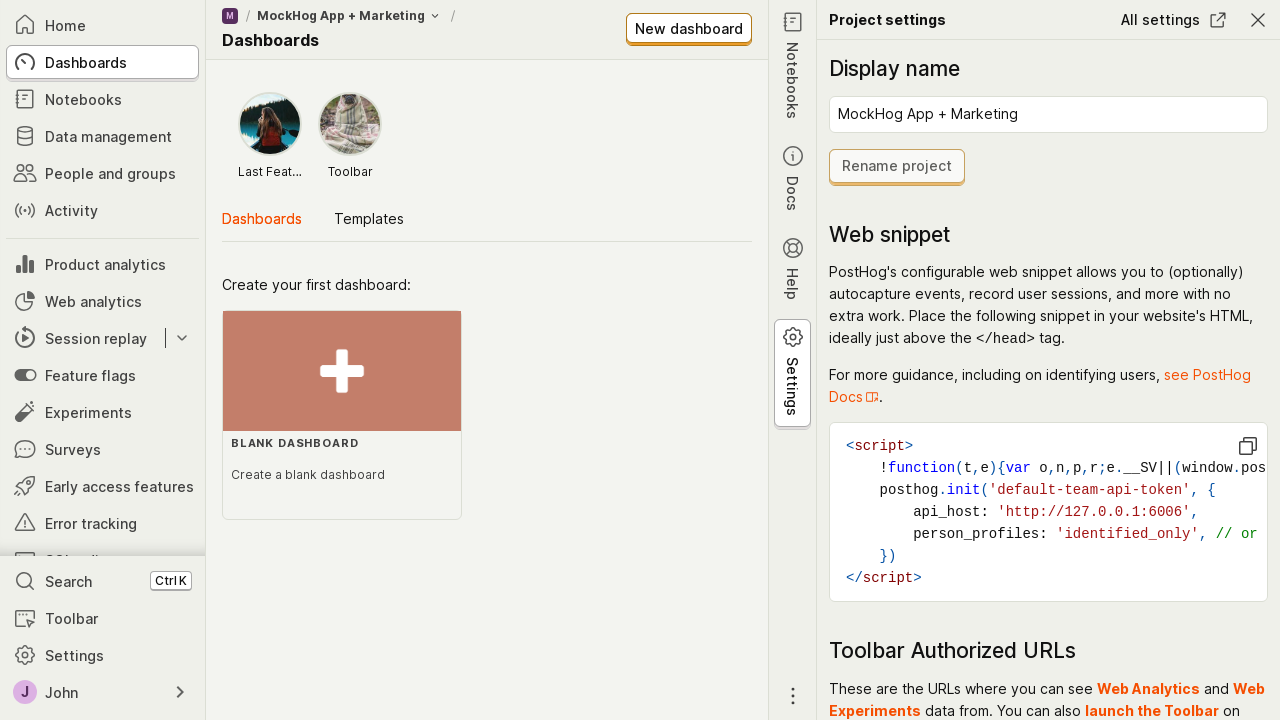 Home
Dashboards
Notebooks
Data management
People and groups
Activity
Product analytics
Web analytics
Session replay
Feature flags
Experiments
Surveys
Early access features
Error tracking
Search
Ctrl K
Toolbar
Settings
J
John
M / MockHog App + Marketing /
Dashboards
New dashboard
Last Feat...
Toolbar
Dashboards
Templates
Create your first dashboard:
BLANK DASHBOARD
Create a blank dashboard
Notebooks
Docs
Help
Settings
Project settings
All settings
Display name
MockHog App + Marketing
Rename project
Web snippet
PostHog's configurable web snippet allows you to (optionally)
autocapture events, record user sessions, and more with no
extra work. Place the following snippet in your website's HTML,
ideally just above the </head> tag.
For more guidance, including on identifying users, see PostHog
Docs.
<script>
!function(t,e){var o,n,p,r;e.__SV||(window.pos
posthog.init('default-team-api-token', {
api_host: 'http://127.0.0.1:6006',
person_profiles: 'identified_only', // or
})
</script>
Toolbar Authorized URLs
These are the URLs where you can see Web Analytics and Web
Experiments data from. You can also launch the Toolbar on